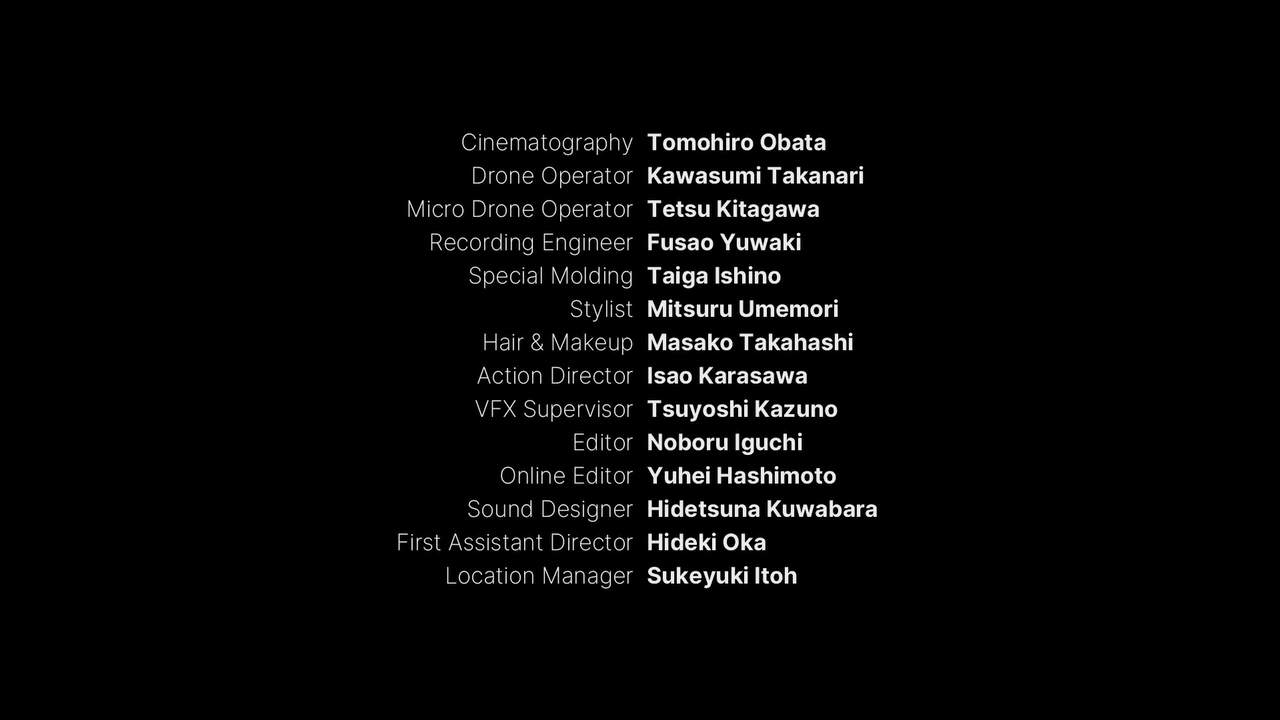 Cinematography Tomohiro Obata
Drone Operator Kawasumi Takanari
Micro Drone Operator Tetsu Kitagawa
Recording Engineer Fusao Yuwaki
Special Molding Taiga Ishino
Stylist Mitsuru Umemori
Hair & Makeup Masako Takahashi
Action Director Isao Karasawa
VFX Supervisor Tsuyoshi Kazuno
Editor Noboru Iguchi
Online Editor Yuhei Hashimoto
Sound Designer Hidetsuna Kuwabara
First Assistant Director Hideki Oka
Location Manager Sukeyuki Itoh